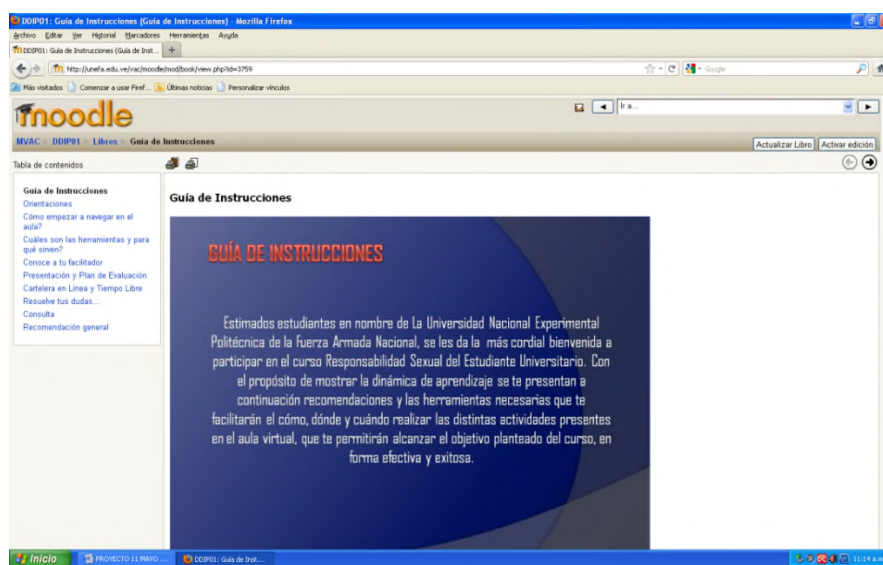 DDIP01: Guía de Instrucciones (Guía de Instrucciones) - Mozilla Firefox
Archivo Editar Ver Historial Marcadores Herramientas Ayuda
DDIP01: Guía de Instrucciones (Guía de Inst...
http://unefa.edu.ve/vac/moodle/mod/book/view.php?id=3759
Google
Más visitados Comenzar a usar Firef... Últimas noticias Personalizar vínculos
moodle
Ir a...
MVAC DDIP01 Libros Guía de Instrucciones
Actualizar Libro Activar edición
Tabla de contenidos
Guía de Instrucciones
Orientaciones
Cómo empezar a navegar en el
aula?
Cuáles son las herramientas y para
qué sirven?
Conoce a tu facilitador
Presentación y Plan de Evaluación
Cartelera en Línea y Tiempo Libre
Resuelve tus dudas...
Consulta
Recomendación general
Guía de Instrucciones
GUÍA DE INSTRUCCIONES
Estimados estudiantes en nombre de La Universidad Nacional Experimental
Politécnica de la Fuerza Armada Nacional, se les da la más cordial bienvenida a
participar en el curso Responsabilidad Sexual del Estudiante Universitario. Con
el propósito de mostrar la dinámica de aprendizaje se te presentan a
continuación recomendaciones y las herramientas necesarias que te
facilitarán el cómo, dónde y cuándo realizar las distintas actividades presentes
en el aula virtual, que te permitirán alcanzar el objetivo planteado del curso, en
forma efectiva y exitosa.
Inicio PROYECTO 11 MAYO ... DDIP01: Guía de Inst... 11:14 a.m.